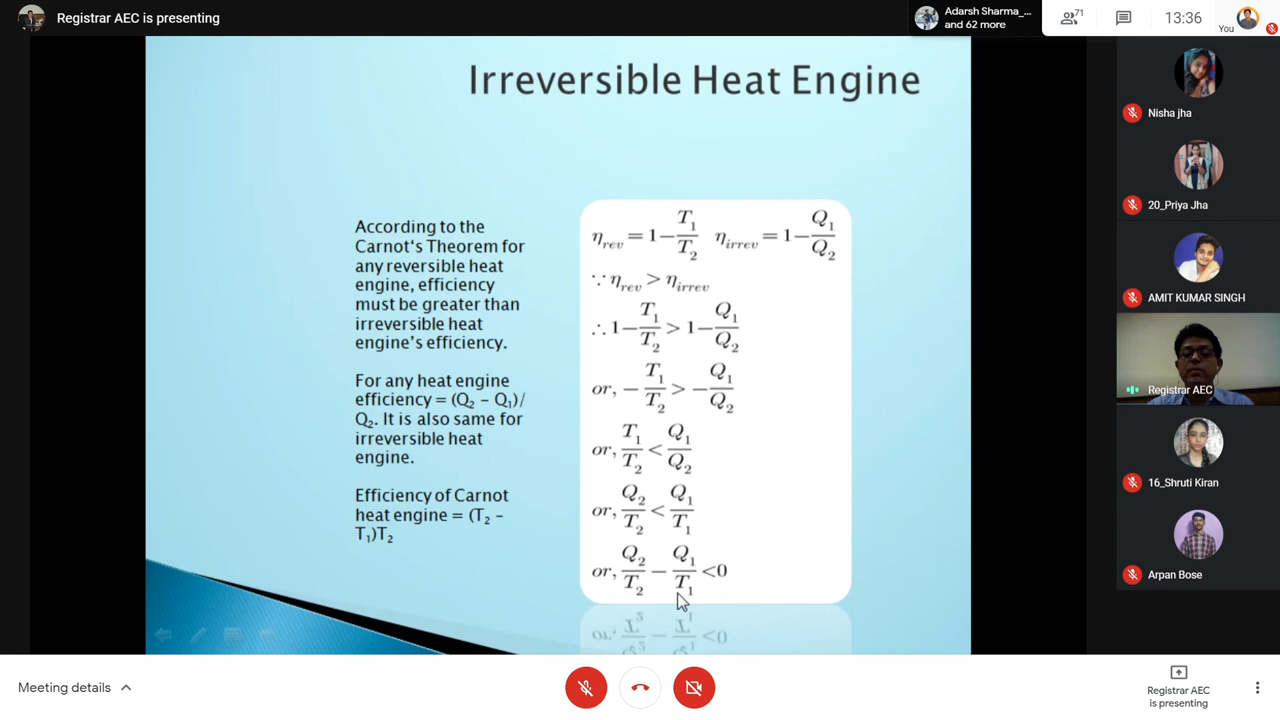 Registrar AEC is presenting
Adarsh Sharma_...
and 62 more
71
13:36
You
Irreversible Heat Engine
According to the
Carnot's Theorem for
any reversible heat
engine, efficiency
must be greater than
irreversible heat
engine's efficiency.
For any heat engine
efficiency = (Q₂ – Q₁)/
Q₂. It is also same for
irreversible heat
engine.
Efficiency of Carnot
heat engine = (T₂ –
T₁)T₂
η_rev = 1 − T₁/T₂ η_irrev = 1 − Q₁/Q₂
∵ η_rev > η_irrev
∴ 1 − T₁/T₂ > 1 − Q₁/Q₂
or, − T₁/T₂ > − Q₁/Q₂
or, T₁/T₂ < Q₁/Q₂
or, Q₂/T₂ < Q₁/T₁
or, Q₂/T₂ − Q₁/T₁ <0
Nisha jha
20_Priya Jha
AMIT KUMAR SINGH
Registrar AEC
16_Shruti Kiran
Arpan Bose
Meeting details
Registrar AEC
is presenting